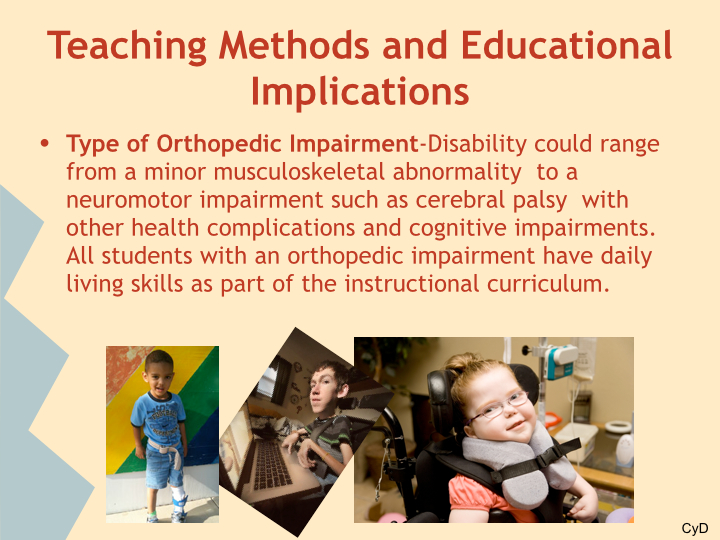 Teaching Methods and Educational
Implications
• Type of Orthopedic Impairment-Disability could range
from a minor musculoskeletal abnormality  to a
neuromotor impairment such as cerebral palsy  with
other health complications and cognitive impairments.
All students with an orthopedic impairment have daily
living skills as part of the instructional curriculum.
CyD